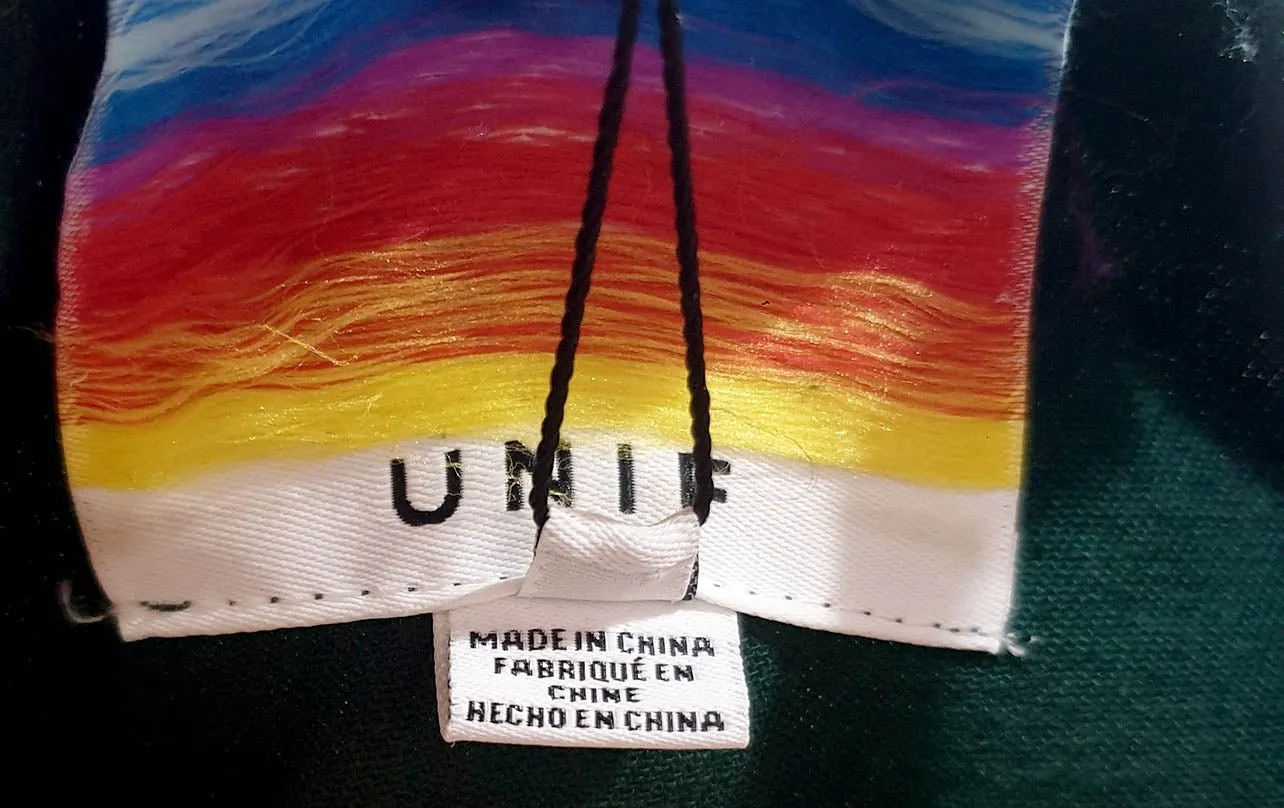 UNIF
MADE IN CHINA
FABRIQUÉ EN
CHINE
HECHO EN CHINA